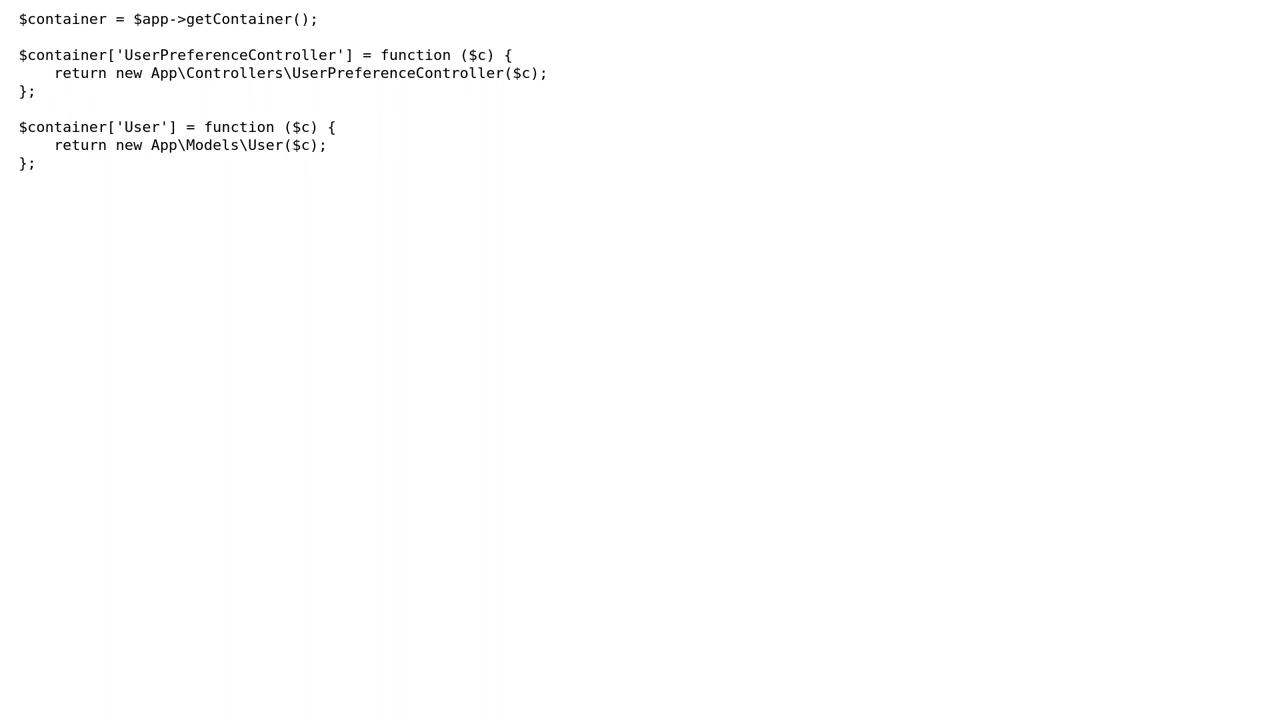 $container = $app->getContainer();

$container['UserPreferenceController'] = function ($c) {
    return new App\Controllers\UserPreferenceController($c);
};

$container['User'] = function ($c) {
    return new App\Models\User($c);
};